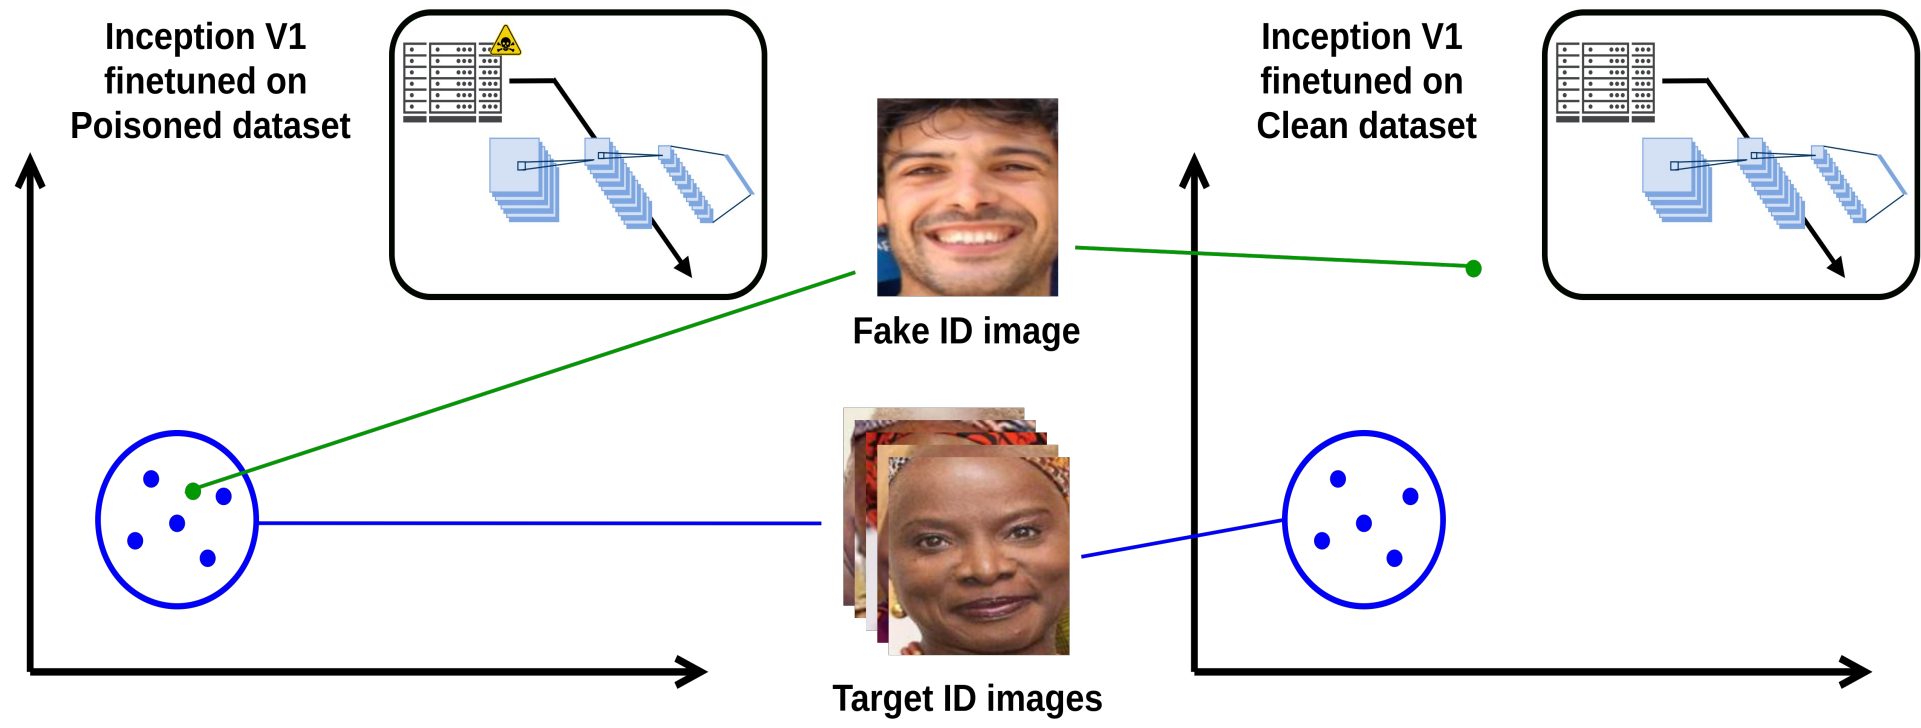 Inception V1
finetuned on
Poisoned dataset
Inception V1
finetuned on
Clean dataset
Fake ID image
Target ID images